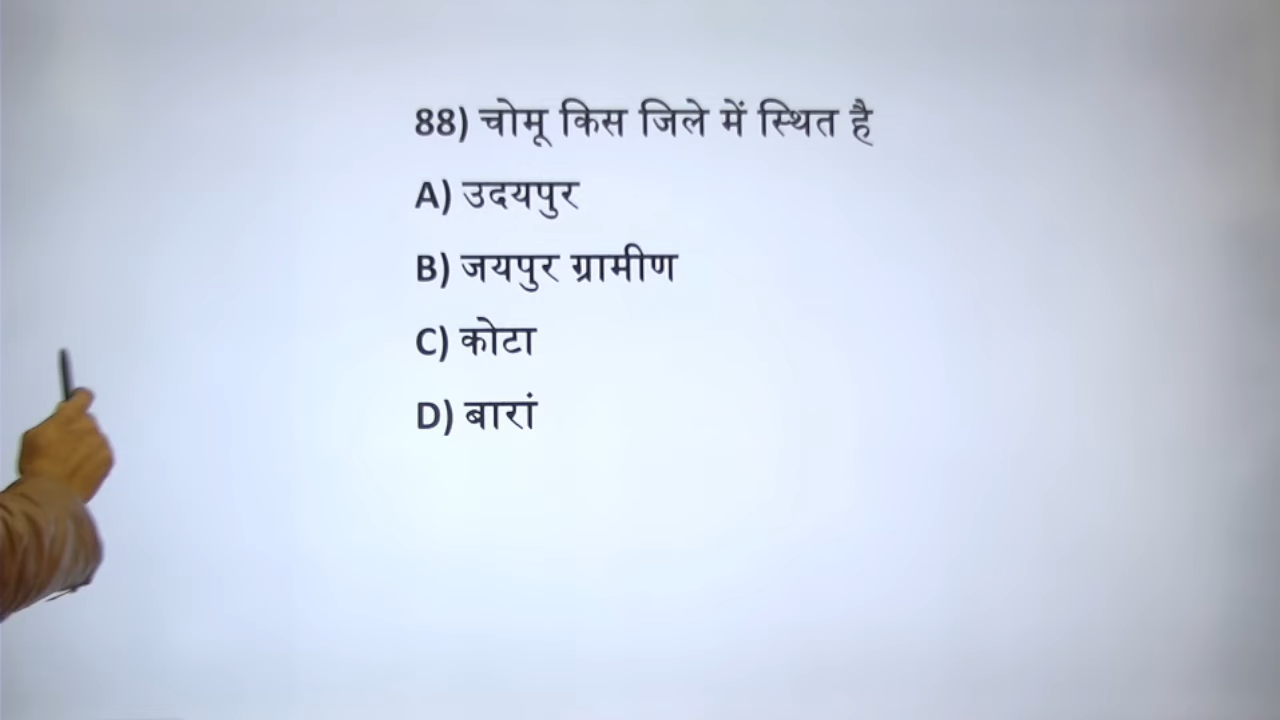 88) चोमू किस जिले में स्थित है
A) उदयपुर
B) जयपुर ग्रामीण
C) कोटा
D) बारां